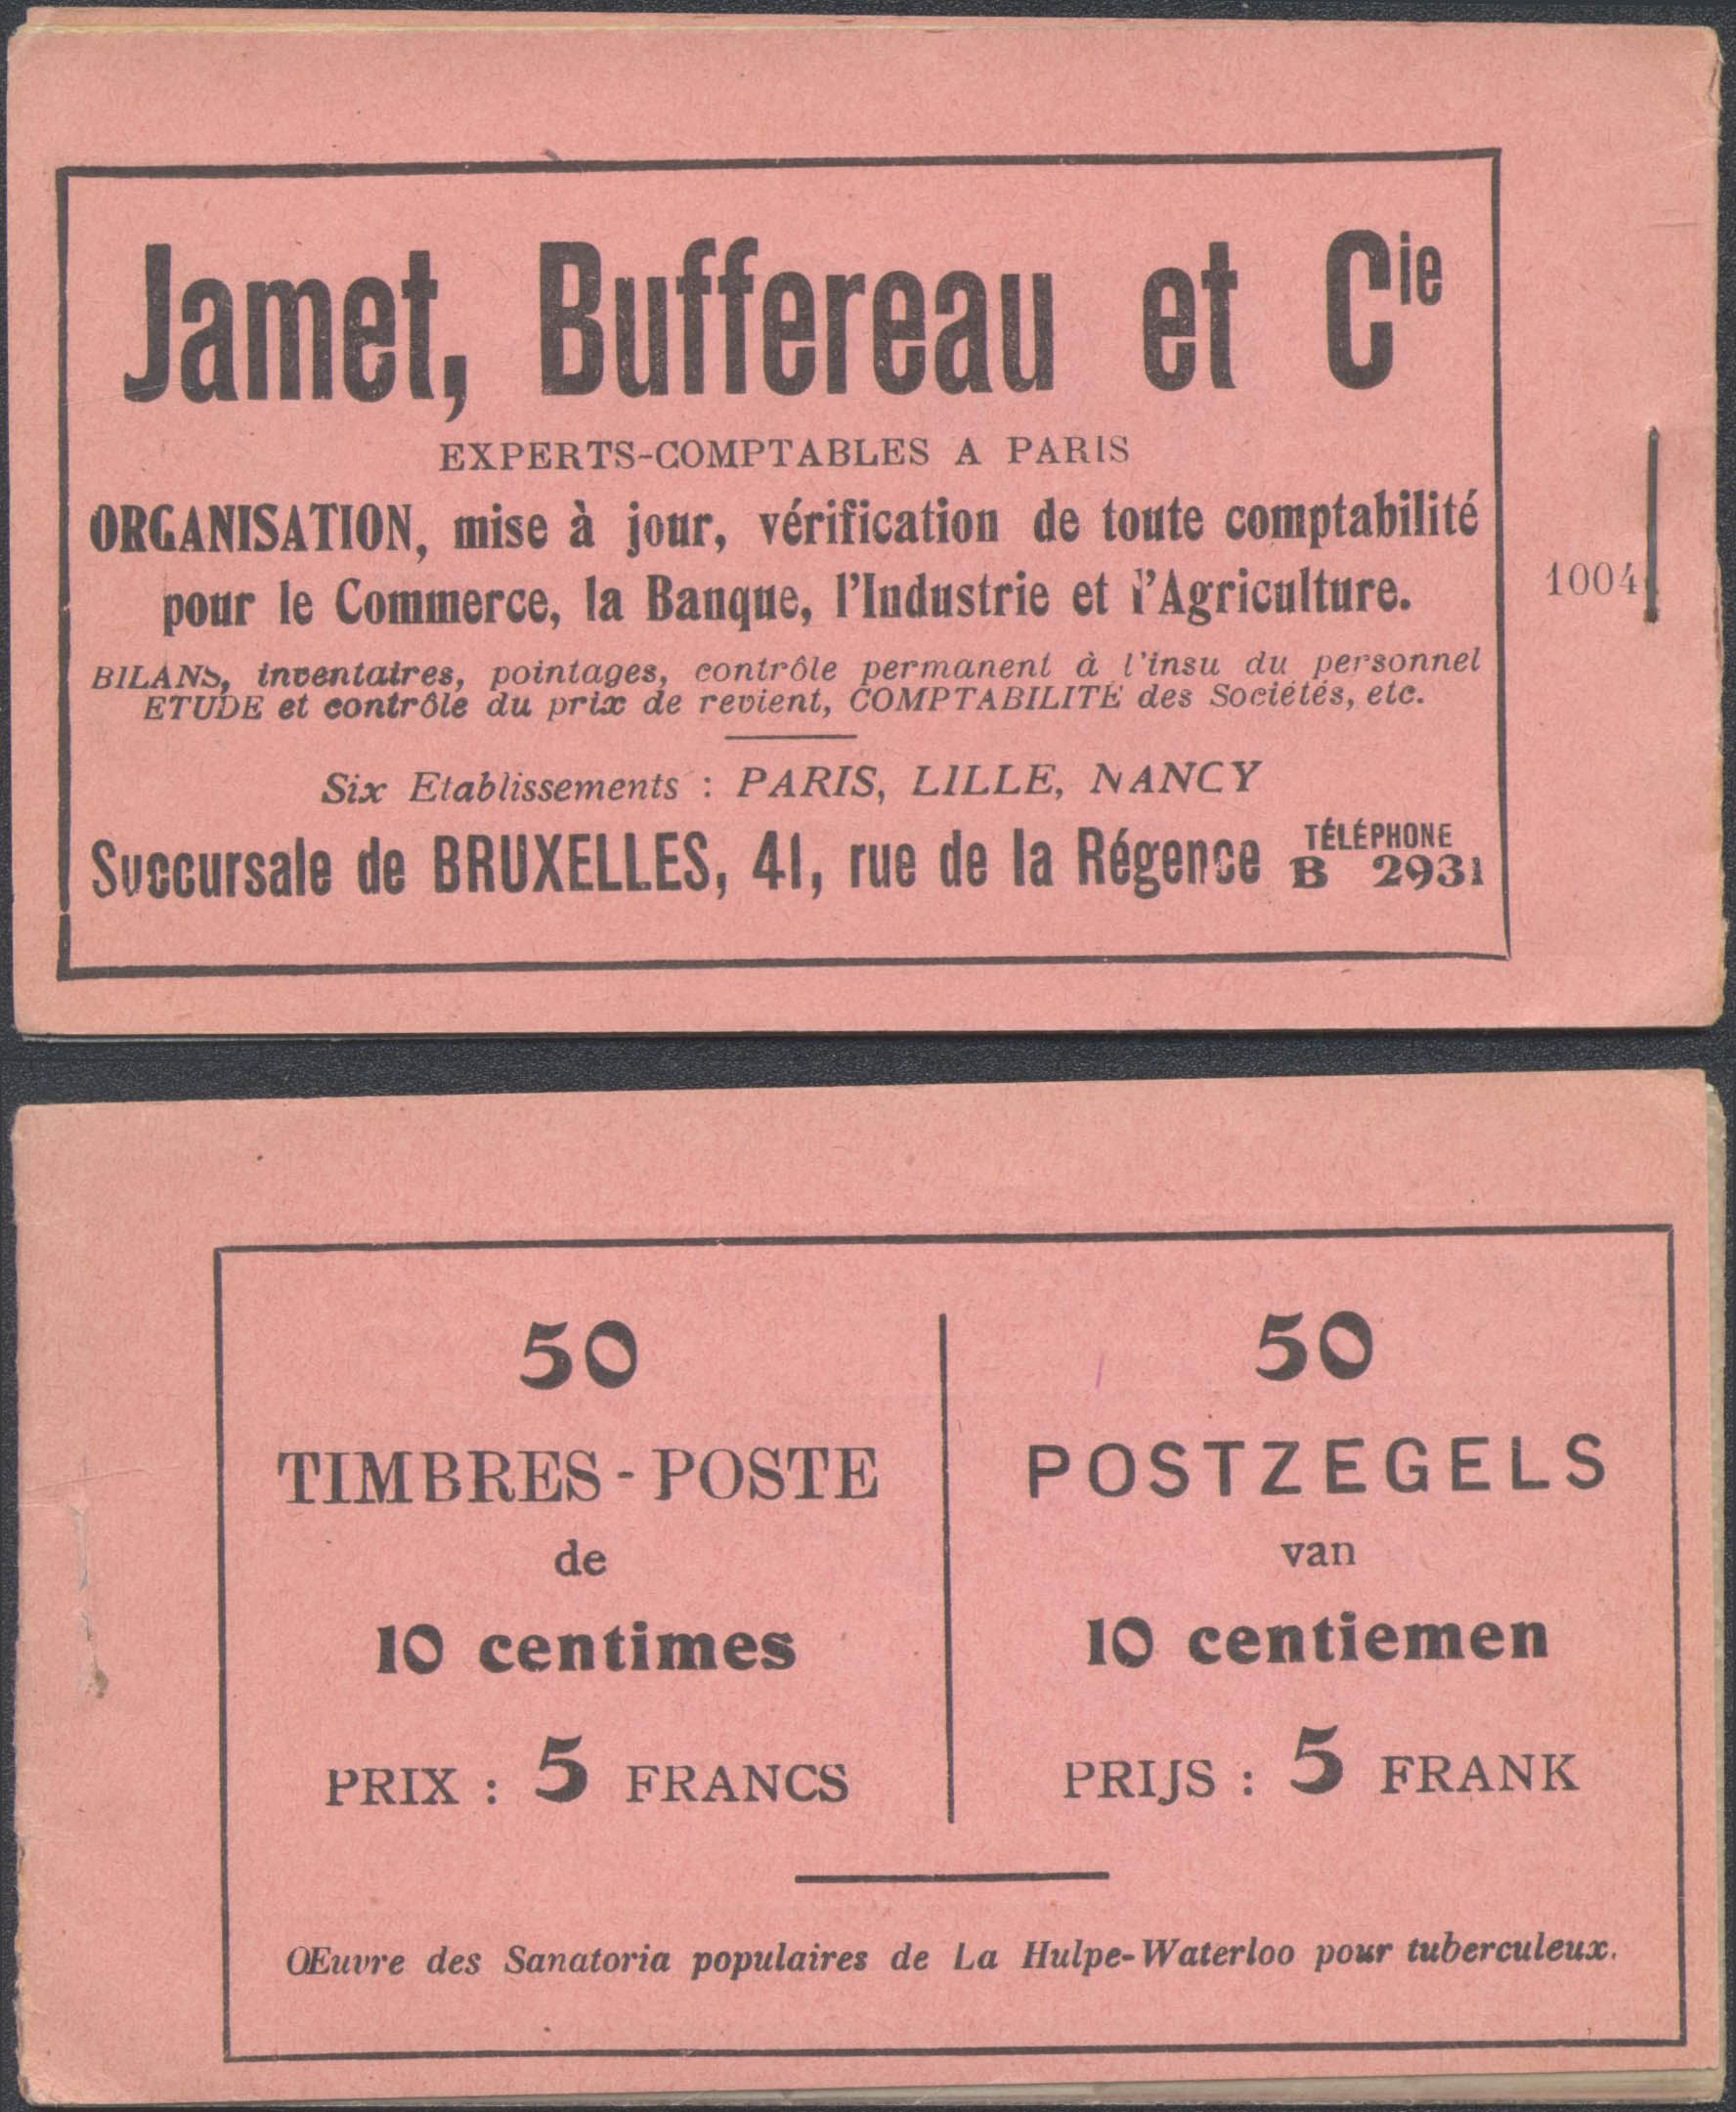 Jamet, Buffereau et Cie
EXPERTS-COMPTABLES A PARIS
ORGANISATION, mise à jour, vérification de toute comptabilité
pour le Commerce, la Banque, l'Industrie et l'Agriculture.
1004
BILANS, inventaires, pointages, contrôle permanent à l'insu du personnel
ETUDE et contrôle du prix de revient, COMPTABILITÉ des Sociétés, etc.
Six Etablissements : PARIS, LILLE, NANCY
Succursale de BRUXELLES, 41, rue de la Régence TÉLÉPHONE B 2931
50
TIMBRES-POSTE
de
10 centimes
PRIX : 5 FRANCS
50
POSTZEGELS
van
10 centiemen
PRIJS : 5 FRANK
Œuvre des Sanatoria populaires de La Hulpe-Waterloo pour tuberculeux.